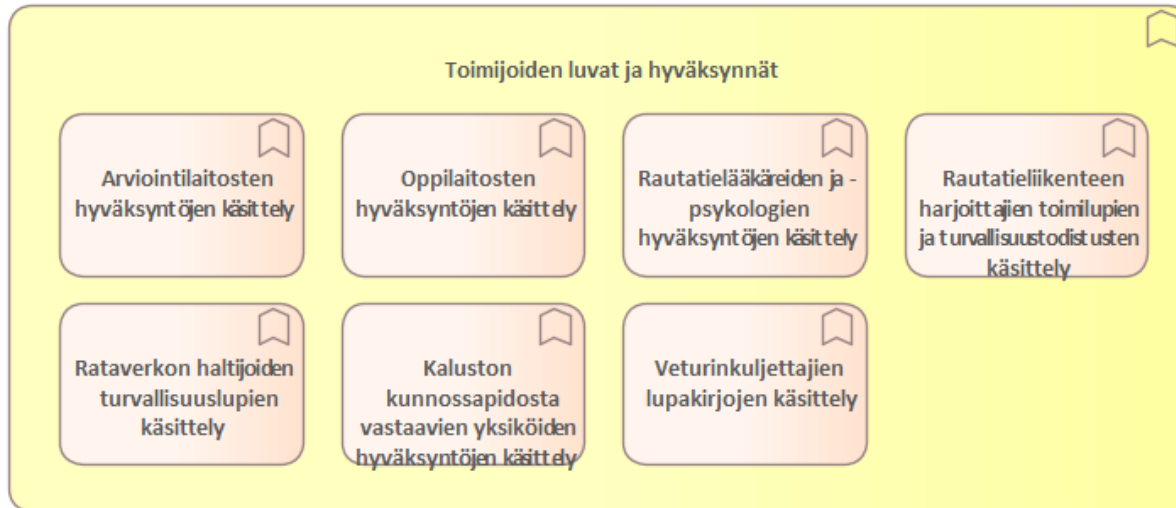 Toimijoiden luvat ja hyväksynnät
Arviointilaitosten
hyväksyntöjen käsittely
Oppilaitosten
hyväksyntöjen käsittely
Rautatielääkäreiden ja -
psykologien
hyväksyntöjen käsittely
Rautatieliikenteen
harjoittajien toimilupien
ja turvallisuustodistusten
käsittely
Rataverkon haltijoiden
turvallisuuslupien
käsittely
Kaluston
kunnossapidosta
vastaavien yksiköiden
hyväksyntöjen käsittely
Veturinkuljettajien
lupakirjojen käsittely